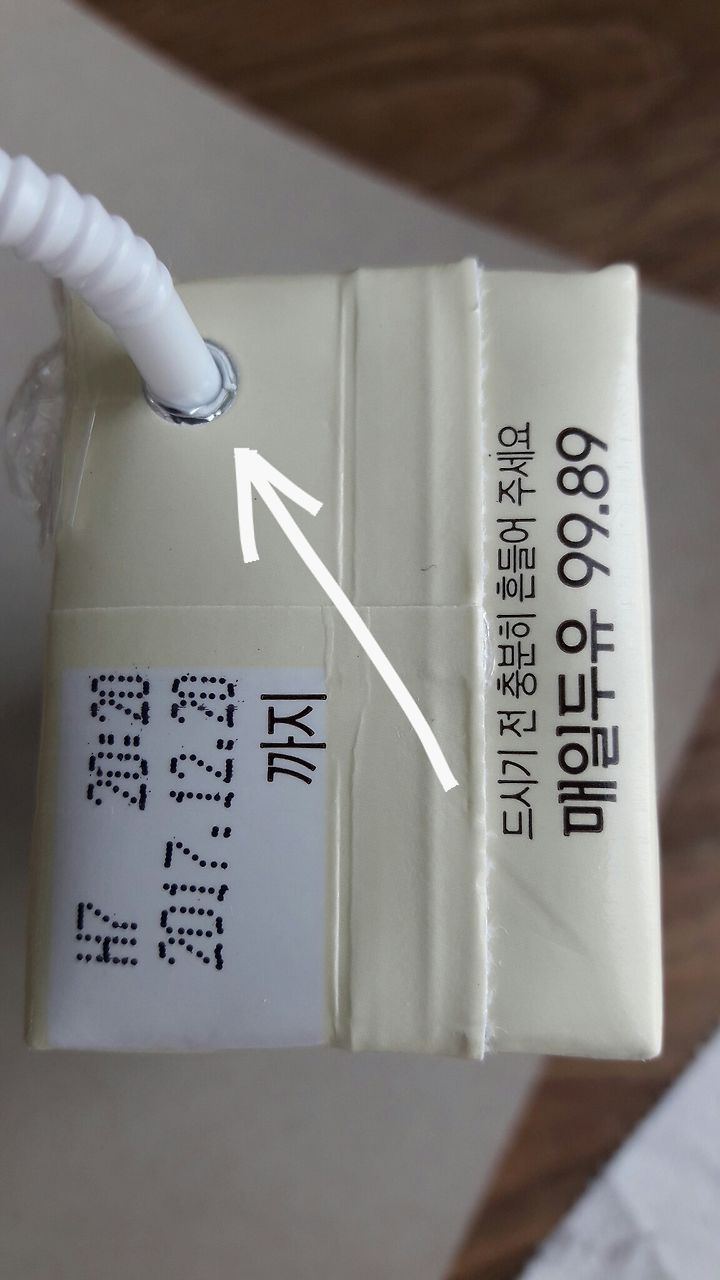 H7 20:20
2017.12.20
까지
드시기 전 충분히 흔들어 주세요
매일두유 99.89